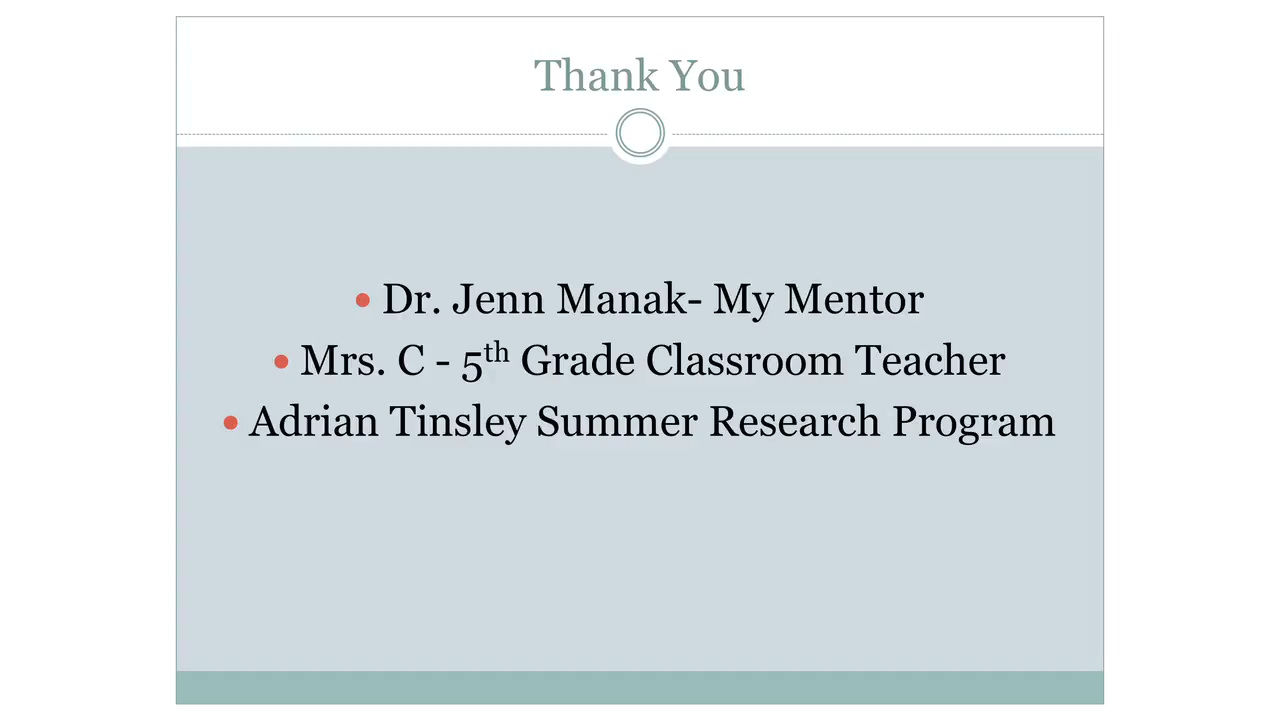 Thank You
• Dr. Jenn Manak- My Mentor
• Mrs. C - 5th Grade Classroom Teacher
• Adrian Tinsley Summer Research Program